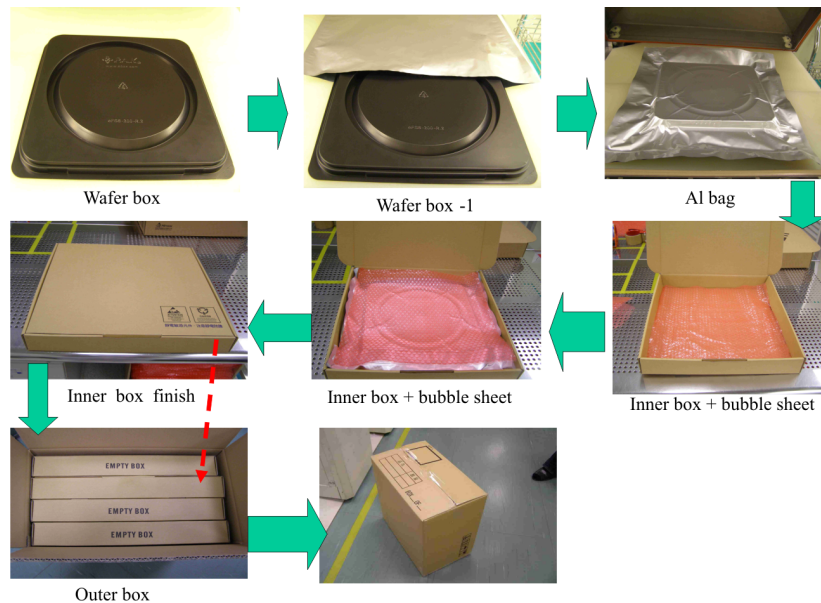 Wafer box
Wafer box -1
Al bag
Inner box finish
Inner box + bubble sheet
Inner box + bubble sheet
EMPTY BOX
EMPTY BOX
EMPTY BOX
Outer box